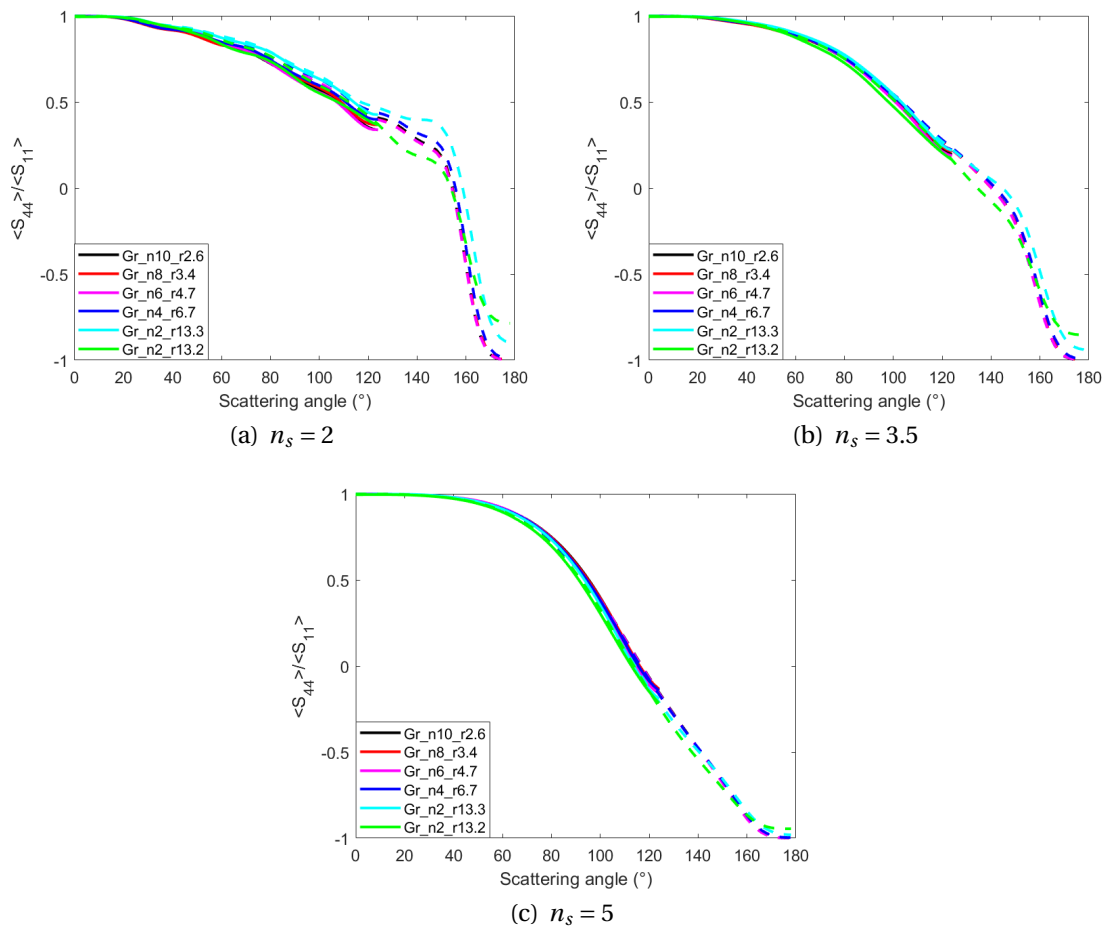 1
0.5
0
-0.5
-1
<S44>/<S11>
0 20 40 60 80 100 120 140 160 180
Scattering angle (°)
Gr_n10_r2.6
Gr_n8_r3.4
Gr_n6_r4.7
Gr_n4_r6.7
Gr_n2_r13.3
Gr_n2_r13.2
(a) ns = 2
1
0.5
0
-0.5
-1
<S44>/<S11>
0 20 40 60 80 100 120 140 160 180
Scattering angle (°)
Gr_n10_r2.6
Gr_n8_r3.4
Gr_n6_r4.7
Gr_n4_r6.7
Gr_n2_r13.3
Gr_n2_r13.2
(b) ns = 3.5
1
0.5
0
-0.5
-1
<S44>/<S11>
0 20 40 60 80 100 120 140 160 180
Scattering angle (°)
Gr_n10_r2.6
Gr_n8_r3.4
Gr_n6_r4.7
Gr_n4_r6.7
Gr_n2_r13.3
Gr_n2_r13.2
(c) ns = 5